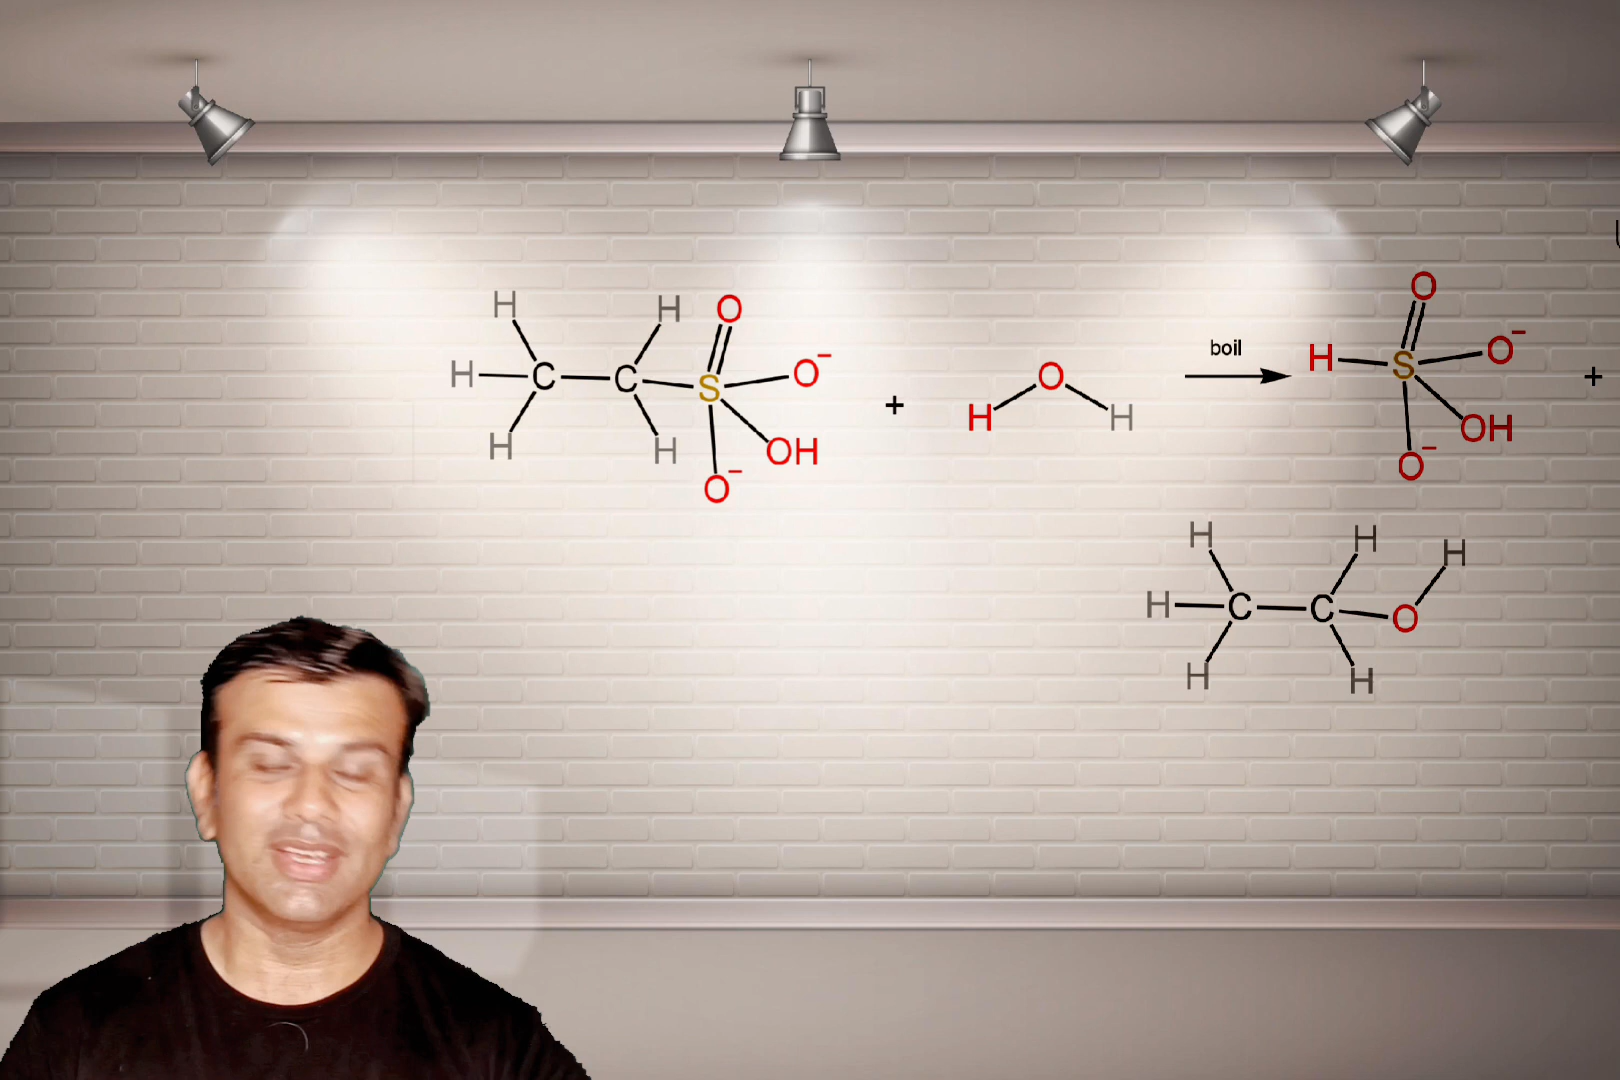 H H O
H C C S O−
H H OH
O−
+
O
H H
boil
O
H S O−
OH
O−
+
H H H
H C C O
H H